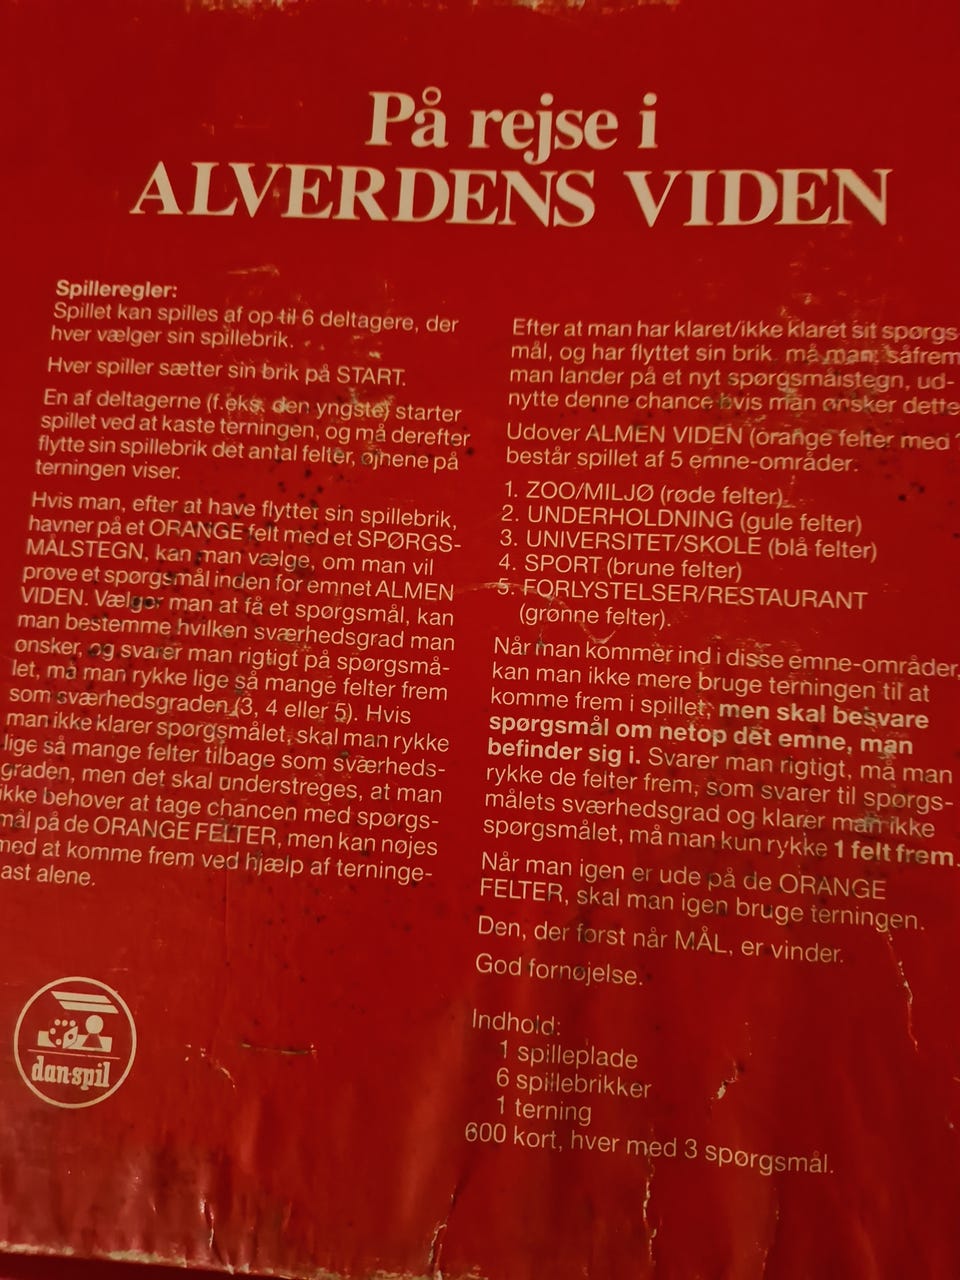 På rejse i
ALVERDENS VIDEN
Spilleregler:
Spillet kan spilles af op til 6 deltagere, der
hver vælger sin spillebrik.
Hver spiller sætter sin brik på START.
En af deltagerne (f.eks. den yngste) starter
spillet ved at kaste terningen, og må derefter
flytte sin spillebrik det antal felter, øjnene på
terningen viser.
Hvis man, efter at have flyttet sin spillebrik,
havner på et ORANGE felt med et SPØRGS-
MÅLSTEGN, kan man vælge, om man vil
prøve et spørgsmål inden for emnet ALMEN
VIDEN. Vælger man at få et spørgsmål, kan
man bestemme hvilken sværhedsgrad man
ønsker, og svarer man rigtigt på spørgsmå-
let, må man rykke lige så mange felter frem
som sværhedsgraden (3, 4 eller 5). Hvis
man ikke klarer spørgsmålet, skal man rykke
lige så mange felter tilbage som sværheds-
graden, men det skal understreges, at man
ikke behøver at tage chancen med spørgs-
mål på de ORANGE FELTER, men kan nøjes
med at komme frem ved hjælp af terninge-
ast alene.
dan-spil
Efter at man har klaret/ikke klaret sit spørgs-
mål, og har flyttet sin brik må man, såfrem
man lander på et nyt spørgsmålstegn, ud-
nytte denne chance hvis man ønsker dette
Udover ALMEN VIDEN (orange felter med ?
består spillet af 5 emne-områder:
1. ZOO/MILJØ (røde felter)
2. UNDERHOLDNING (gule felter)
3. UNIVERSITET/SKOLE (blå felter)
4. SPORT (brune felter)
5. FORLYSTELSER/RESTAURANT
(grønne felter).
Når man kommer ind i disse emne-områder,
kan man ikke mere bruge terningen til at
komme frem i spillet, men skal besvare
spørgsmål om netop det emne, man
befinder sig i. Svarer man rigtigt, må man
rykke de felter frem, som svarer til spørgs-
målets sværhedsgrad og klarer man ikke
spørgsmålet, må man kun rykke 1 felt frem.
Når man igen er ude på de ORANGE
FELTER, skal man igen bruge terningen.
Den, der først når MÅL, er vinder.
God fornøjelse.
Indhold:
1 spilleplade
6 spillebrikker
1 terning
600 kort, hver med 3 spørgsmål.